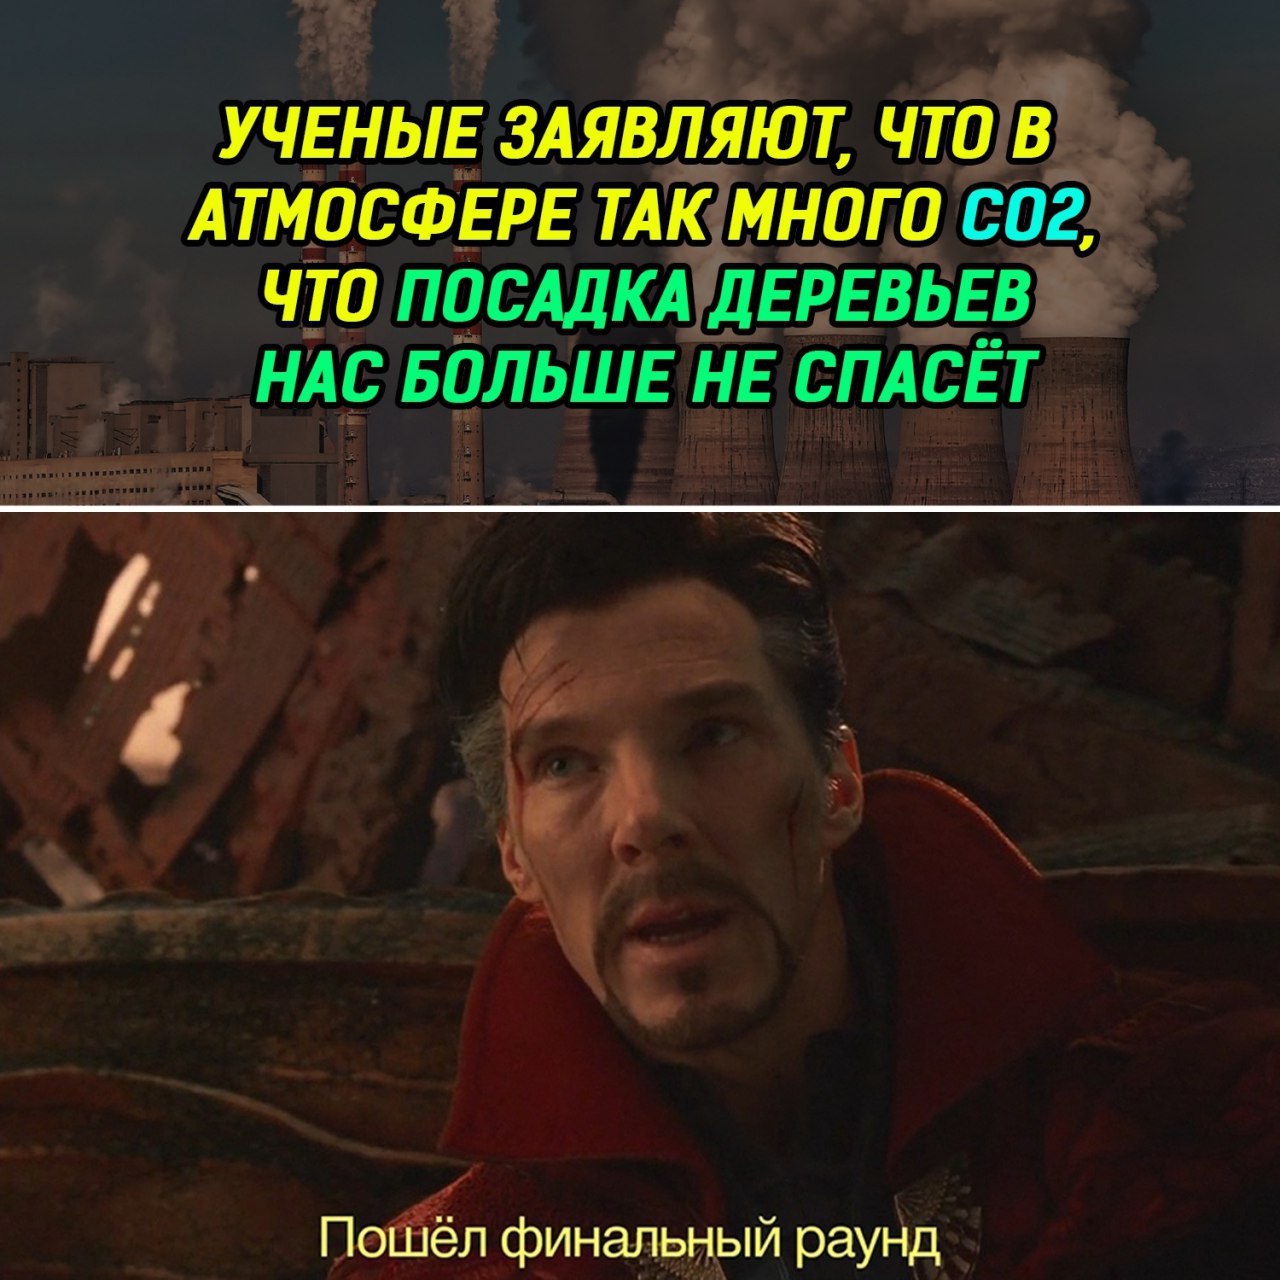 УЧЕНЫЕ ЗАЯВЛЯЮТ, ЧТО В
АТМОСФЕРЕ ТАК МНОГО CO2,
ЧТО ПОСАДКА ДЕРЕВЬЕВ
НАС БОЛЬШЕ НЕ СПАСЁТ
Пошёл финальный раунд